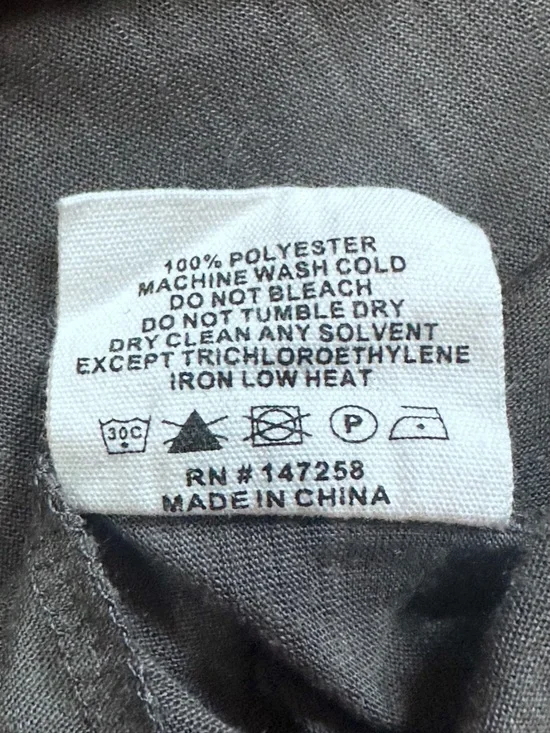 100% POLYESTER
MACHINE WASH COLD
DO NOT BLEACH
DO NOT TUMBLE DRY
DRY CLEAN ANY SOLVENT
EXCEPT TRICHLOROETHYLENE
IRON LOW HEAT
30C P
RN # 147258
MADE IN CHINA